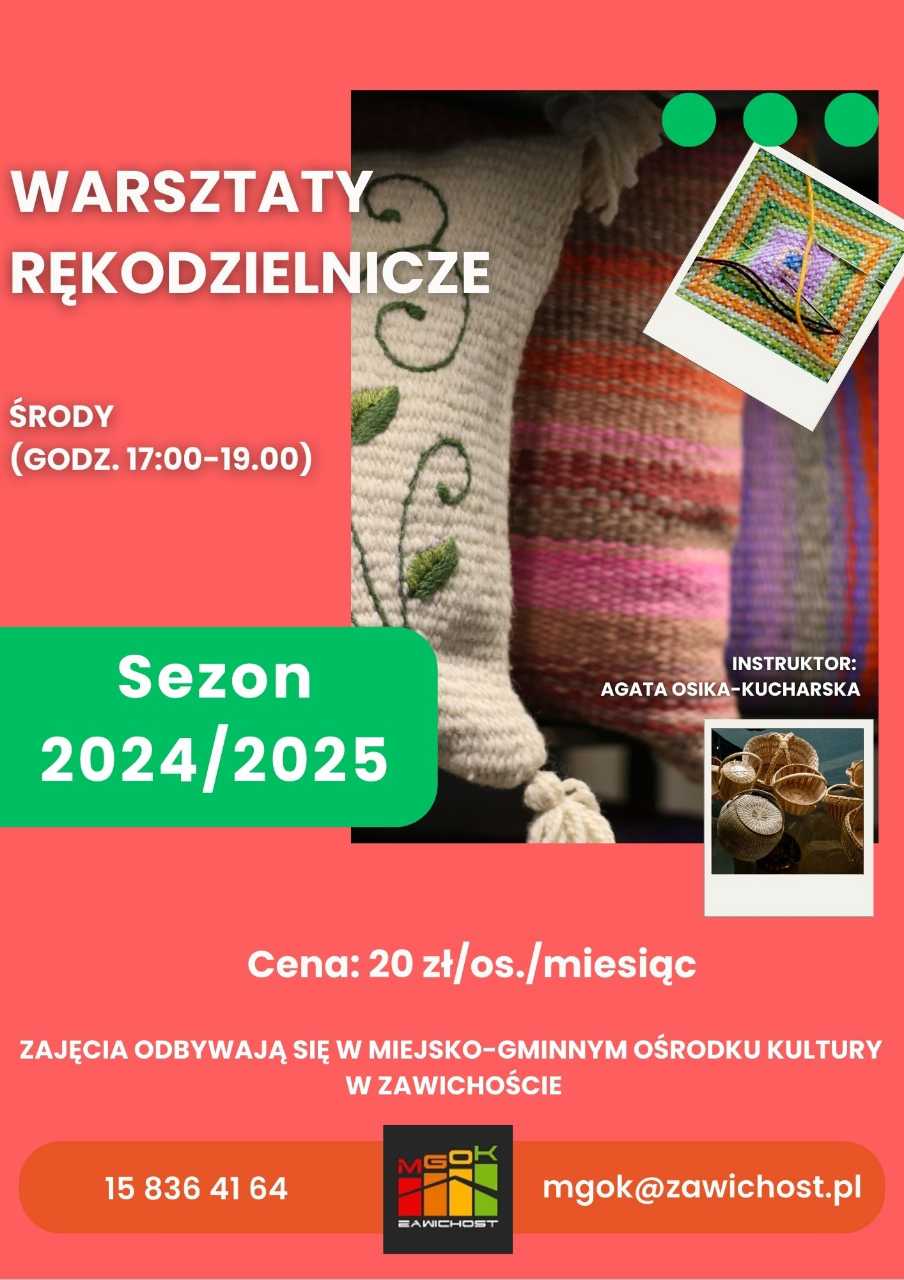 WARSZTATY
RĘKODZIELNICZE
ŚRODY
(GODZ. 17:00-19.00)
Sezon
2024/2025
INSTRUKTOR:
AGATA OSIKA-KUCHARSKA
Cena: 20 zł/os./miesiąc
ZAJĘCIA ODBYWAJĄ SIĘ W MIEJSKO-GMINNYM OŚRODKU KULTURY
W ZAWICHOŚCIE
15 836 41 64
MGOK
ZAWICHOST
mgok@zawichost.pl